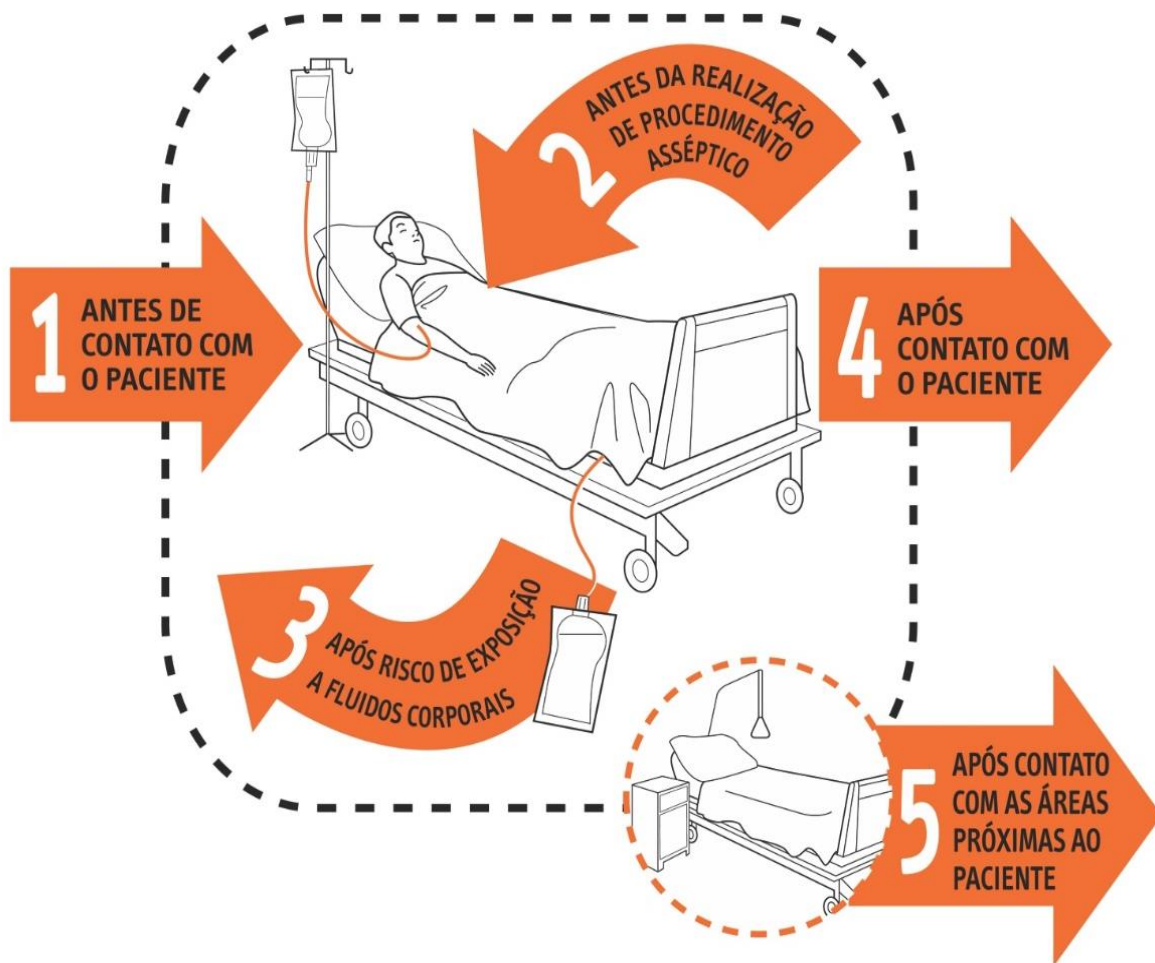 1
ANTES DE
CONTATO COM
O PACIENTE
2
ANTES DA REALIZAÇÃO
DE PROCEDIMENTO
ASSÉPTICO
3
APÓS RISCO DE EXPOSIÇÃO
A FLUIDOS CORPORAIS
4
APÓS
CONTATO COM
O PACIENTE
5
APÓS CONTATO
COM AS ÁREAS
PRÓXIMAS AO
PACIENTE